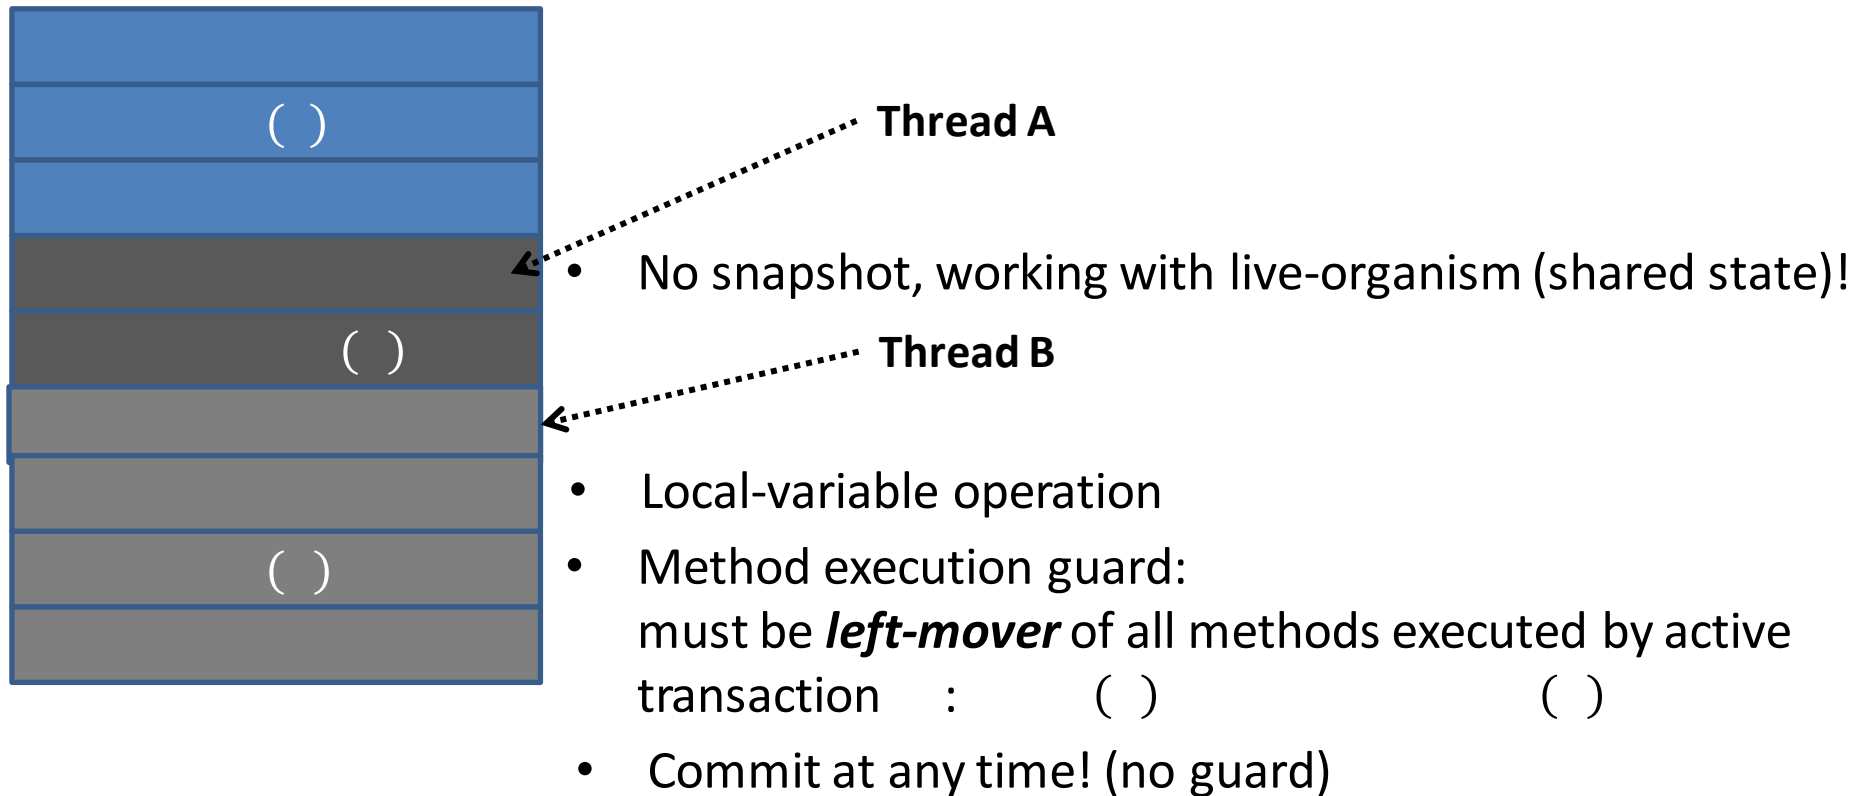 ( )
Thread A
• No snapshot, working with live-organism (shared state)!
( )
Thread B
• Local-variable operation
( )
• Method execution guard:
must be left-mover of all methods executed by active
transaction : ( ) ( )
• Commit at any time! (no guard)